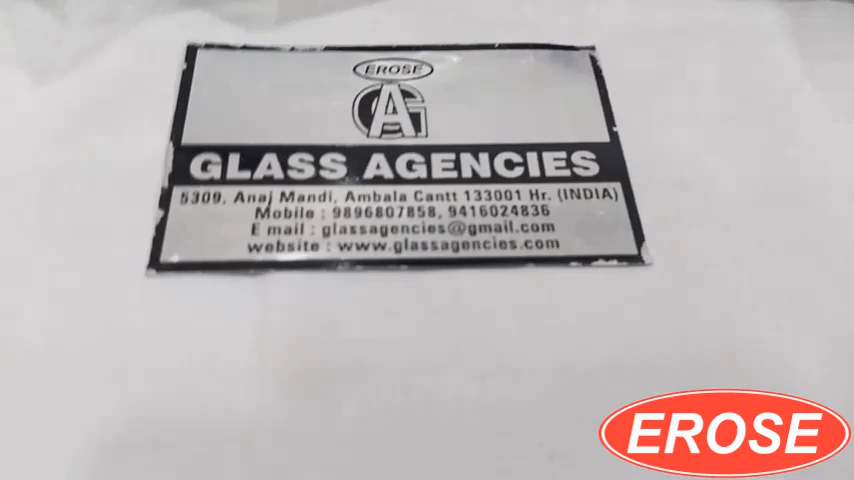 EROSE
GA
GLASS AGENCIES
5309, Anaj Mandi, Ambala Cantt 133001 Hr. (INDIA)
Mobile : 9896807858, 9416024836
E mail : glassagencies@gmail.com
website : www.glassagencies.com
EROSE